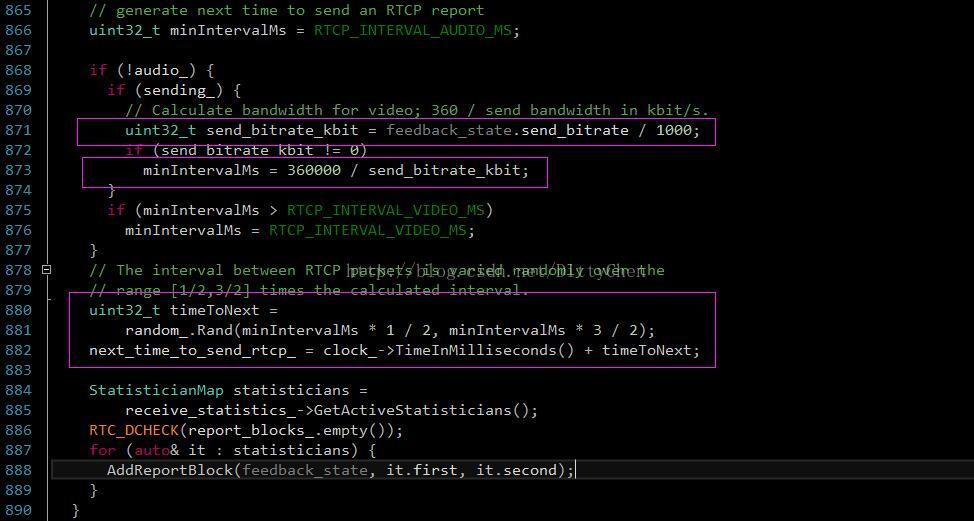 865 // generate next time to send an RTCP report
866 uint32_t minIntervalMs = RTCP_INTERVAL_AUDIO_MS;
867
868 if (!audio_) {
869 if (sending_) {
870 // Calculate bandwidth for video; 360 / send bandwidth in kbit/s.
871 uint32_t send_bitrate_kbit = feedback_state.send_bitrate / 1000;
872 if (send_bitrate_kbit != 0)
873 minIntervalMs = 360000 / send_bitrate_kbit;
874 }
875 if (minIntervalMs > RTCP_INTERVAL_VIDEO_MS)
876 minIntervalMs = RTCP_INTERVAL_VIDEO_MS;
877 }
878 // The interval between RTCP packets is varied randomly over the
http://blog.csdn.net/DittyChen
879 // range [1/2,3/2] times the calculated interval.
880 uint32_t timeToNext =
881 random_.Rand(minIntervalMs * 1 / 2, minIntervalMs * 3 / 2);
882 next_time_to_send_rtcp_ = clock_->TimeInMilliseconds() + timeToNext;
883
884 StatisticianMap statisticians =
885 receive_statistics_->GetActiveStatisticians();
886 RTC_DCHECK(report_blocks_.empty());
887 for (auto& it : statisticians) {
888 AddReportBlock(feedback_state, it.first, it.second);
889 }
890 }